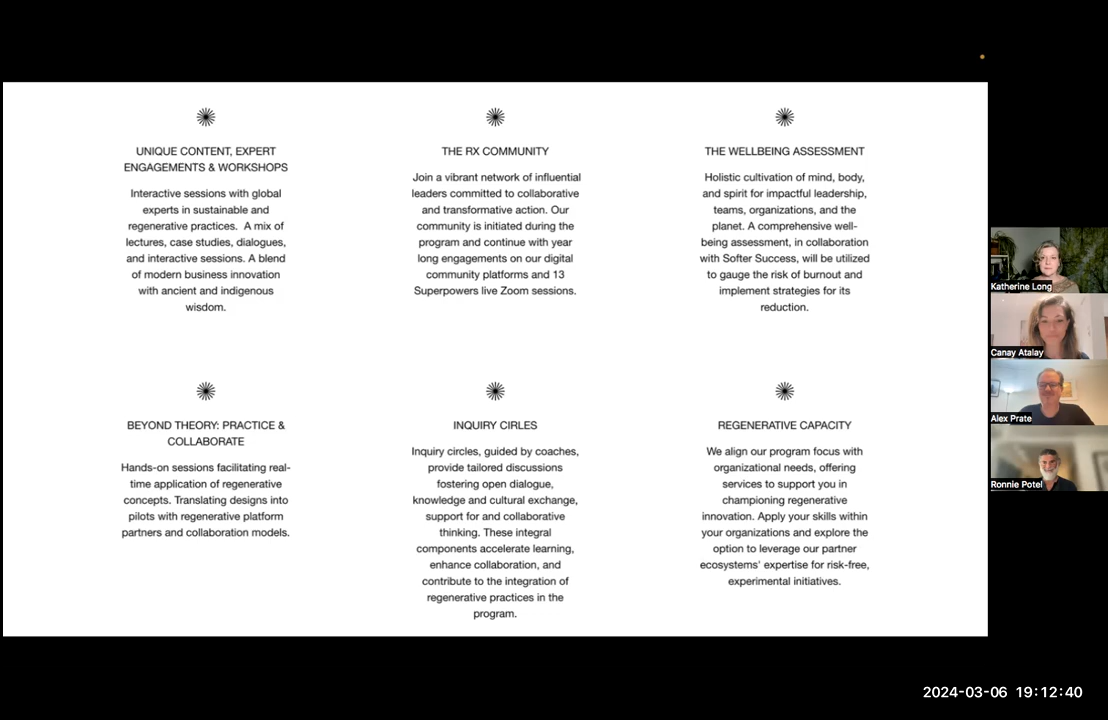 UNIQUE CONTENT, EXPERT
ENGAGEMENTS & WORKSHOPS
Interactive sessions with global
experts in sustainable and
regenerative practices.  A mix of
lectures, case studies, dialogues,
and interactive sessions. A blend
of modern business innovation
with ancient and indigenous
wisdom.
THE RX COMMUNITY
Join a vibrant network of influential
leaders committed to collaborative
and transformative action. Our
community is initiated during the
program and continue with year
long engagements on our digital
community platforms and 13
Superpowers live Zoom sessions.
THE WELLBEING ASSESSMENT
Holistic cultivation of mind, body,
and spirit for impactful leadership,
teams, organizations, and the
planet. A comprehensive well-
being assessment, in collaboration
with Softer Success, will be utilized
to gauge the risk of burnout and
implement strategies for its
reduction.
BEYOND THEORY: PRACTICE &
COLLABORATE
Hands-on sessions facilitating real-
time application of regenerative
concepts. Translating designs into
pilots with regenerative platform
partners and collaboration models.
INQUIRY CIRLES
Inquiry circles, guided by coaches,
provide tailored discussions
fostering open dialogue,
knowledge and cultural exchange,
support for and collaborative
thinking. These integral
components accelerate learning,
enhance collaboration, and
contribute to the integration of
regenerative practices in the
program.
REGENERATIVE CAPACITY
We align our program focus with
organizational needs, offering
services to support you in
championing regenerative
innovation. Apply your skills within
your organizations and explore the
option to leverage our partner
ecosystems' expertise for risk-free,
experimental initiatives.
Katherine Long
Canay Atalay
Alex Prate
Ronnie Potel
2024-03-06 19:12:40